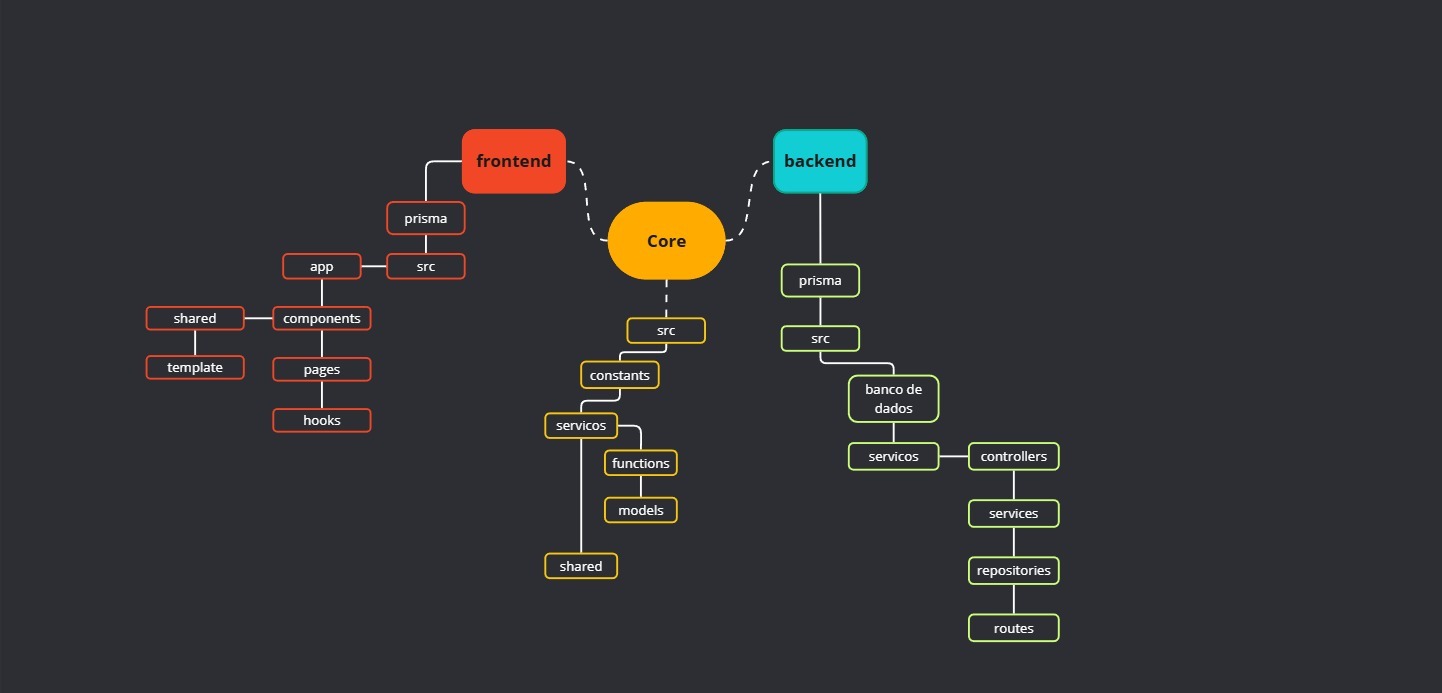 frontend
backend
prisma
Core
app
src
prisma
shared
components
src
src
template
pages
constants
banco de
dados
hooks
servicos
functions
servicos
controllers
models
services
shared
repositories
routes